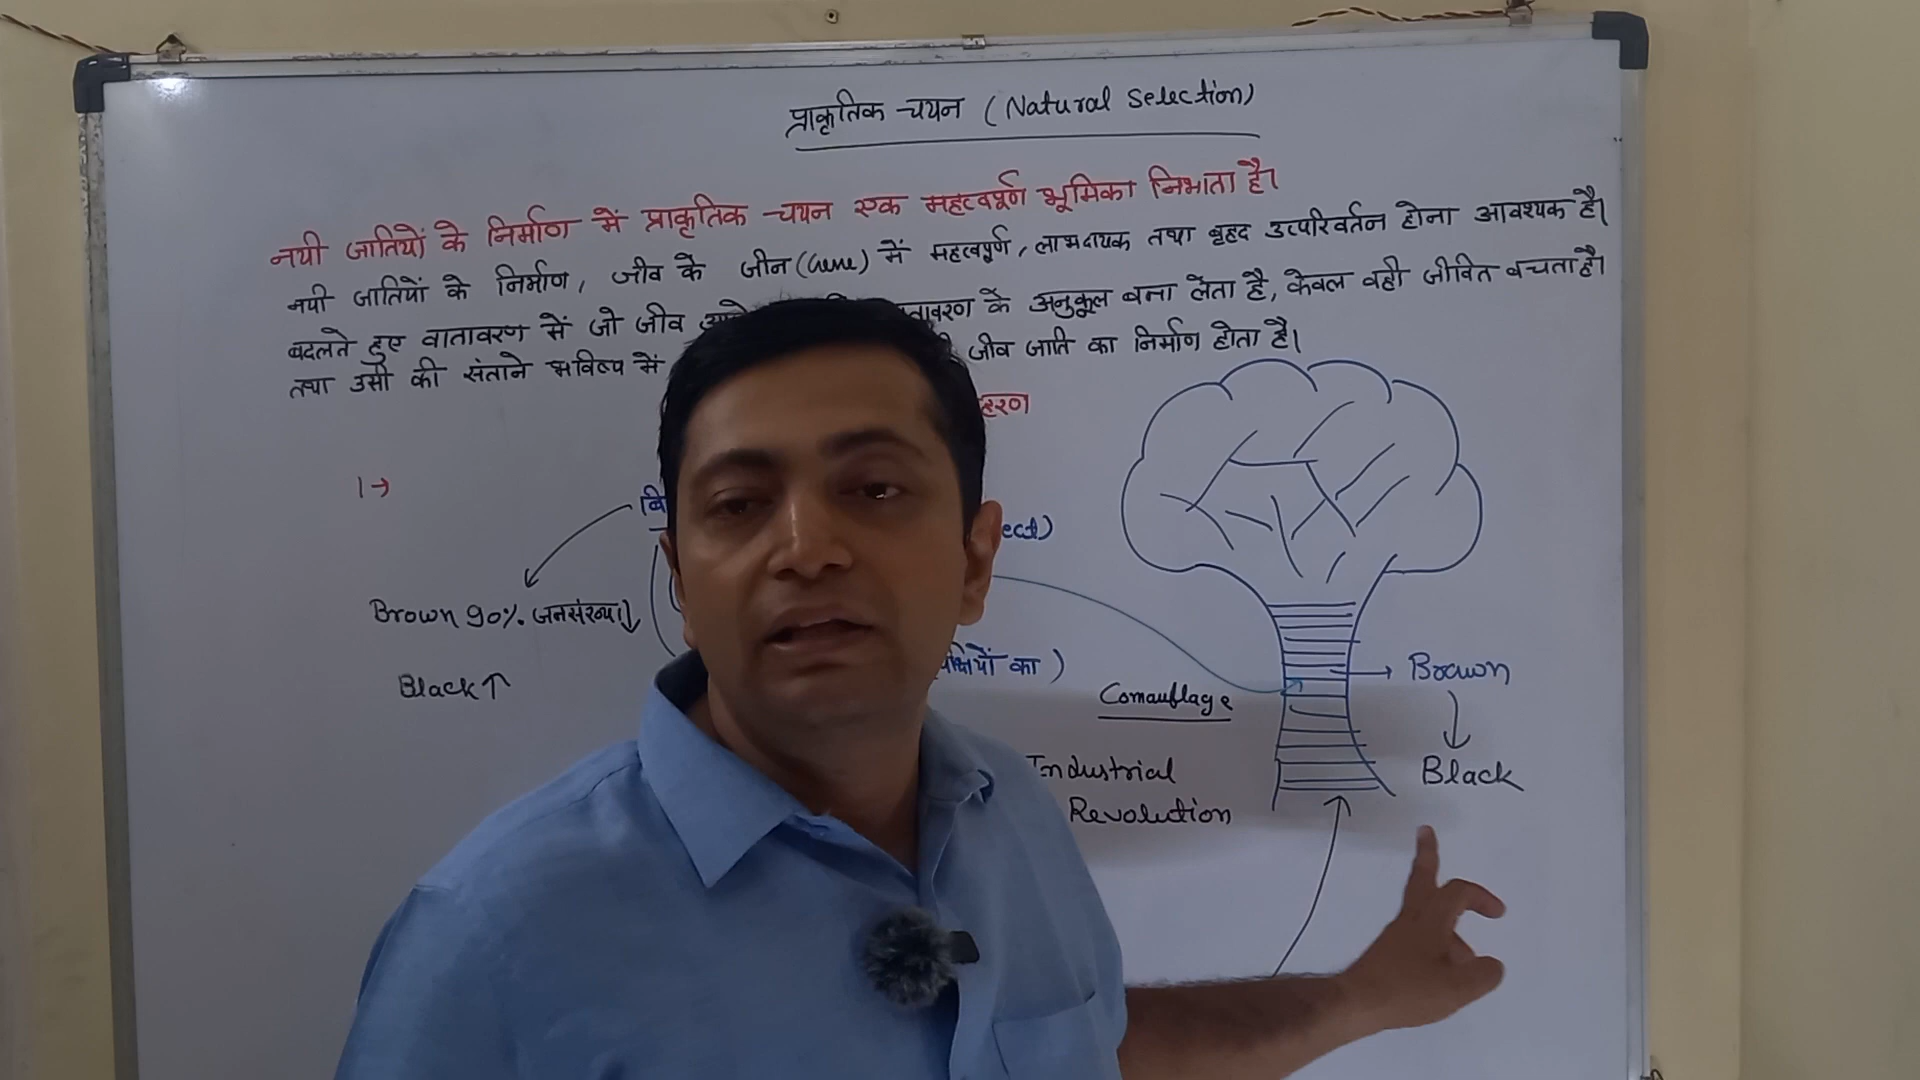 प्राकृतिक चयन (Natural Selection)
नयी जातियों के निर्माण में प्राकृतिक चयन एक महत्वपूर्ण भूमिका निभाता है।
नयी जातियों के निर्माण, जीव के जीन (Gene) में महत्वपूर्ण, लाभदायक तथा बृहद उत्परिवर्तन होना आवश्यक है।
बदलते हुए वातावरण में जो जीव के अनुकूल बना लेता है, केवल वही जीवित बचता है।
तथा उसी की संताने भविष्य में जीव जाति का निर्माण होता है।
1 →
Brown 90% जनसंख्या ↓
Black ↑
का )
Comauflage
Industrial
Revolution
→ Brown
↓
Black